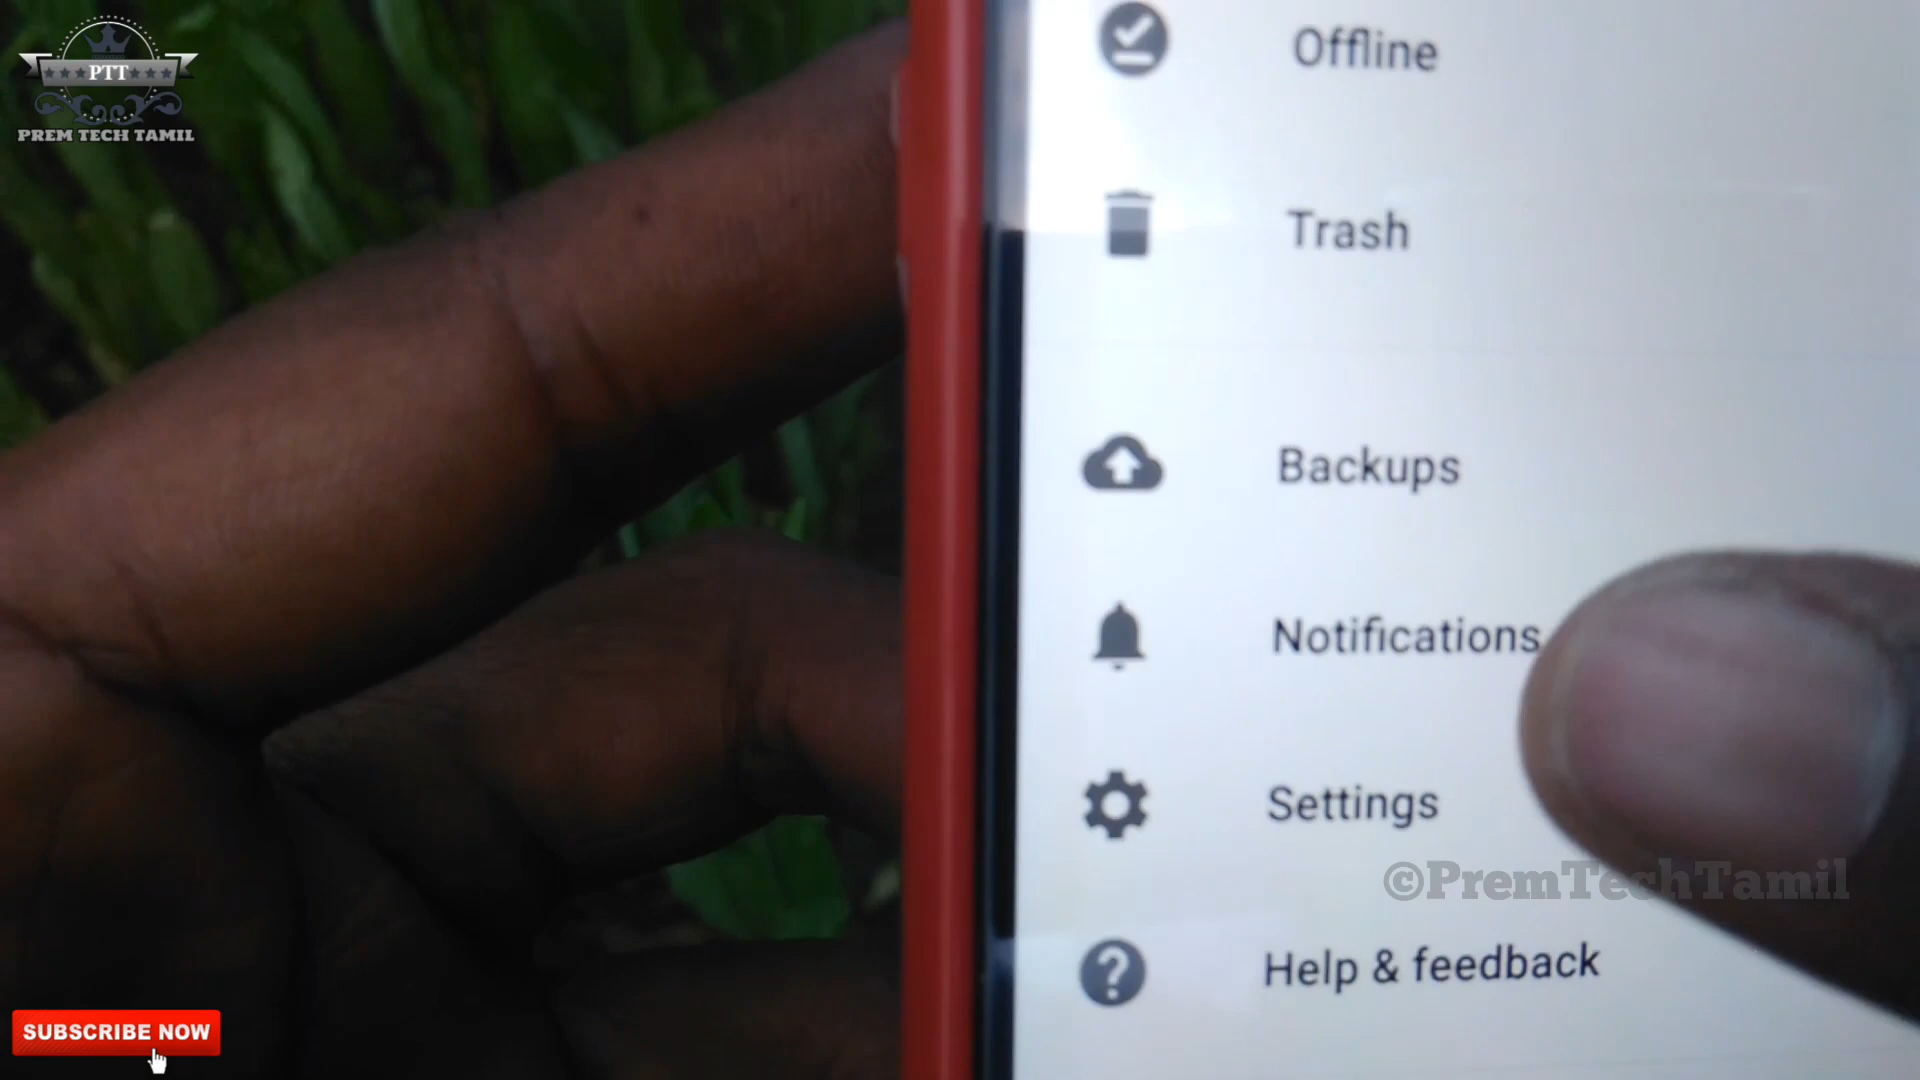 PTT
PREM TECH TAMIL
Offline
Trash
Backups
Notifications
Settings
©PremTechTamil
Help & feedback
SUBSCRIBE NOW